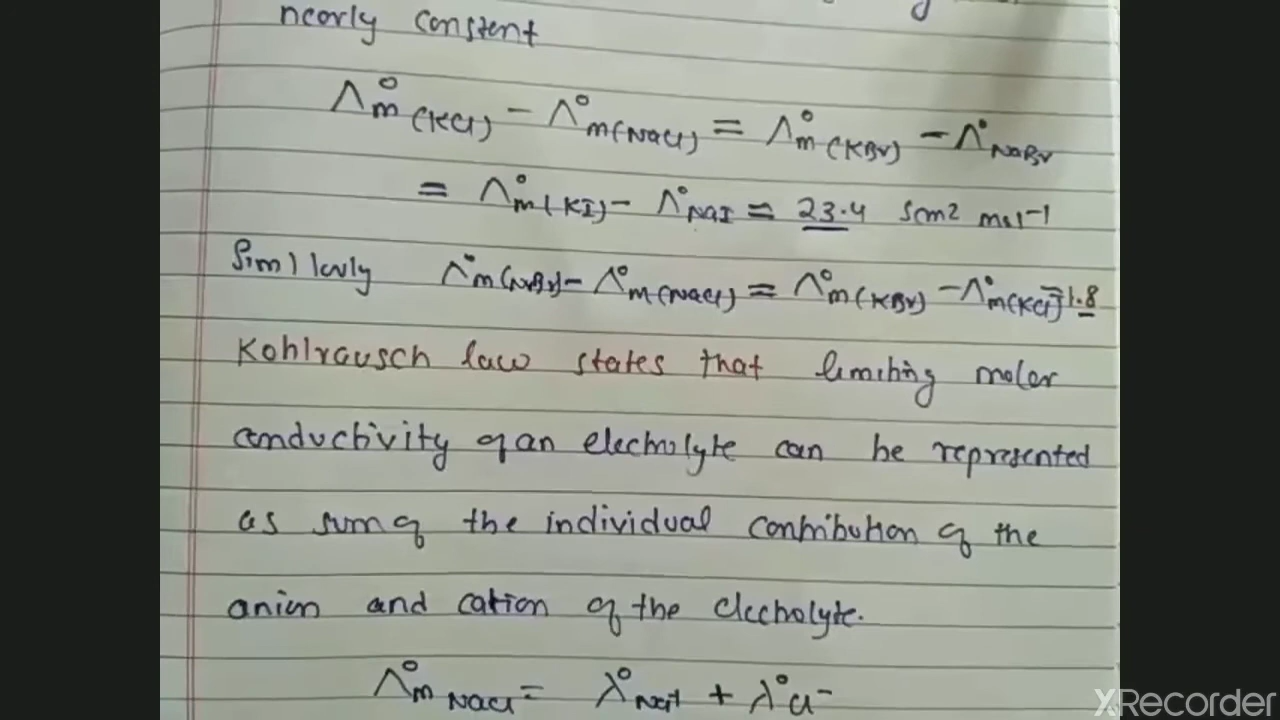 nearly constent
Λ°m(KCl) − Λ°m(NaCl) = Λ°m(KBr) − Λ°NaBr
= Λ°m(KI) − Λ°NaI = 23.4 Scm2 mol−1
Similarly Λ°m(NaBr) − Λ°m(NaCl) = Λ°m(KBr) − Λ°m(KCl) = 1.8
Kohlrausch law states that limiting molar
conductivity of an electrolyte can be represented
as sum of the individual contribution of the
anion and cation of the electrolyte.
Λ°m NaCl = λ°Na+ + λ°Cl−
XRecorder